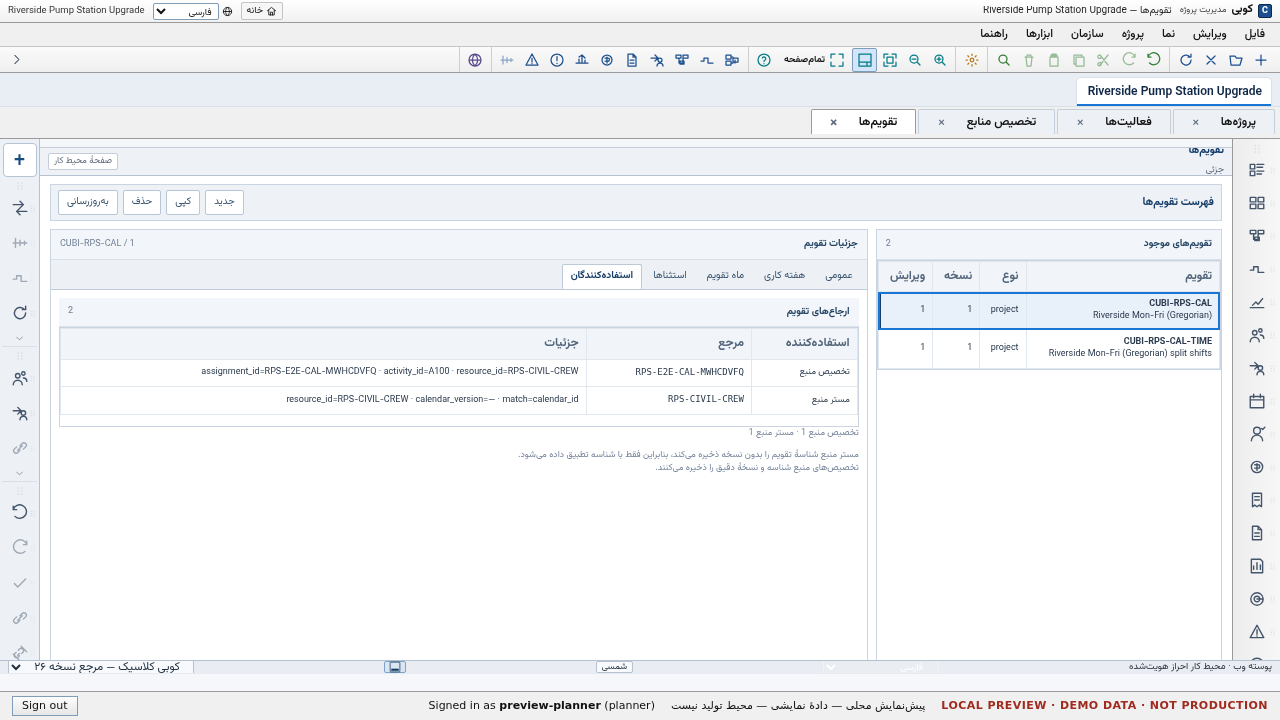 کوبی مدیریت پروژه تقویم‌ها — Riverside Pump Station Upgrade
خانه
فارسی
Riverside Pump Station Upgrade
فایل ویرایش نما پروژه سازمان ابزارها راهنما
تمام‌صفحه
Riverside Pump Station Upgrade
پروژه‌ها ×
فعالیت‌ها ×
تخصیص منابع ×
تقویم‌ها ×
تقویم‌ها
جزئی
صفحهٔ محیط کار
فهرست تقویم‌ها
جدید کپی حذف به‌روزرسانی
تقویم‌های موجود 2
تقویم نوع نسخه ویرایش
CUBI-RPS-CAL
Riverside Mon-Fri (Gregorian)
project 1 1
CUBI-RPS-CAL-TIME
Riverside Mon-Fri (Gregorian) split shifts
project 1 1
جزئیات تقویم CUBI-RPS-CAL / 1
عمومی هفته کاری ماه تقویم استثناها استفاده‌کنندگان
ارجاع‌های تقویم 2
استفاده‌کننده مرجع جزئیات
تخصیص منبع RPS-E2E-CAL-MWHCDVFQ assignment_id=RPS-E2E-CAL-MWHCDVFQ · activity_id=A100 · resource_id=RPS-CIVIL-CREW
مستر منبع RPS-CIVIL-CREW resource_id=RPS-CIVIL-CREW · calendar_version=— · match=calendar_id
تخصیص منبع 1 · مستر منبع 1
مستر منبع شناسهٔ تقویم را بدون نسخه ذخیره می‌کند، بنابراین فقط با شناسه تطبیق داده می‌شود.
تخصیص‌های منبع شناسه و نسخهٔ دقیق را ذخیره می‌کنند.
پوسته وب · محیط کار احراز هویت‌شده
فارسی
شمسی
کوبی کلاسیک — مرجع نسخه ۲۶
LOCAL PREVIEW · DEMO DATA · NOT PRODUCTION
پیش‌نمایش محلی — دادهٔ نمایشی — محیط تولید نیست
Signed in as preview-planner (planner)
Sign out